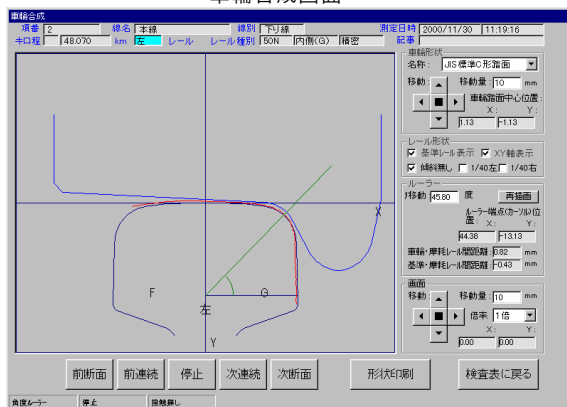 車輪合成画面
車輪合成
項番 2 線名 本線 線別 下り線 測定日時 2000/11/30 11:19:16
キロ程 48.070 km 左 レール レール種別 50N 内側(G) 精密 記事
車輪形状
名称: JIS標準C形踏面
移動: 移動量: 10 mm
車輪踏面中心位置:
X: Y:
1.13 -1.13
レール形状
基準レール表示 XY軸表示
傾斜無し 1/40左 1/40右
ルーラー
移動: 45.80 度 再描画
ルーラー端点(カーソル)位置: X: Y:
44.38 -13.13
車輪・摩耗レール間距離: 0.82 mm
基準・摩耗レール間距離: -0.43 mm
画面
移動: 移動量: 10 mm
倍率: 1倍
X: Y:
0.00 0.00
X
F
G
左
Y
前断面 前連続 停止 次連続 次断面 形状印刷 検査表に戻る
角度ルーラー 停止 接触無し